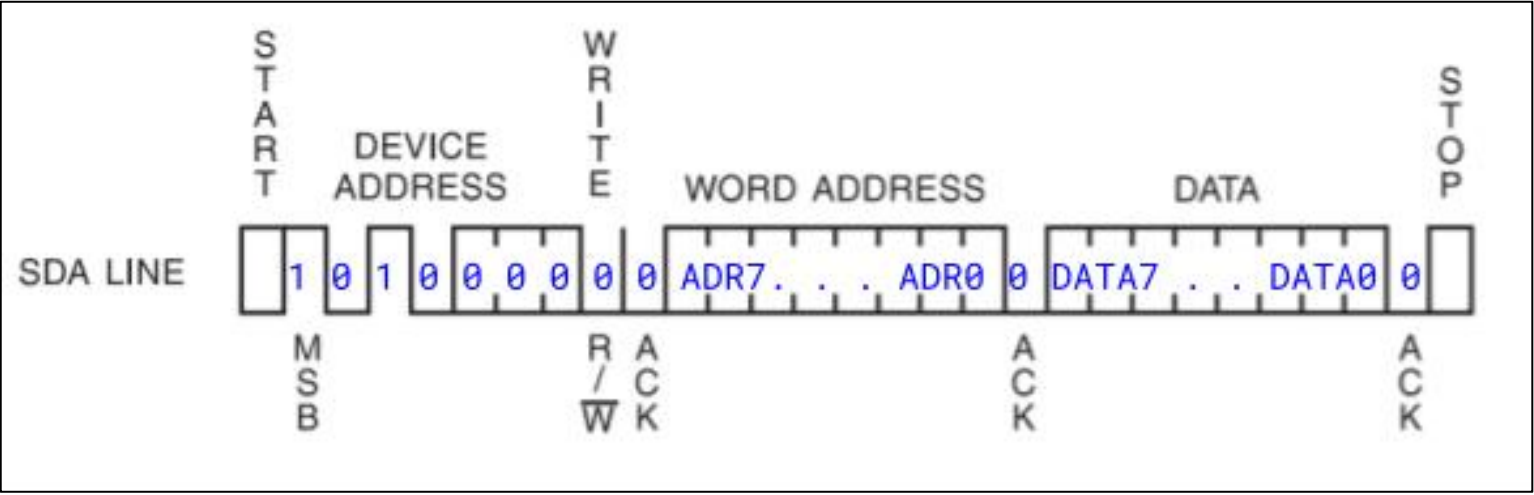 START
WRITE
STOP
DEVICE
ADDRESS
WORD ADDRESS
DATA
SDA LINE
1 0 1 0 0 0 0 0 0 ADR7. . . ADR0 0 DATA7 . . DATA0 0
MSB
R/W
ACK
ACK
ACK